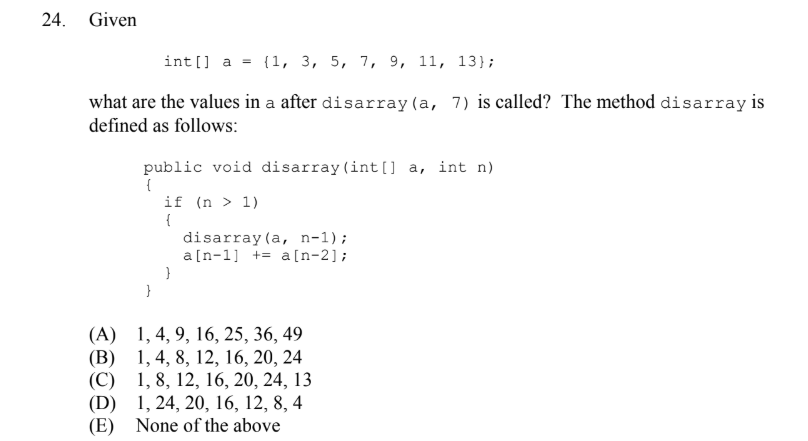 24. Given
int[] a = {1, 3, 5, 7, 9, 11, 13};
what are the values in a after disarray(a, 7) is called? The method disarray is
defined as follows:
public void disarray(int[] a, int n)
{
if (n > 1)
{
disarray(a, n-1);
a[n-1] += a[n-2];
}
}
(A) 1, 4, 9, 16, 25, 36, 49
(B) 1, 4, 8, 12, 16, 20, 24
(C) 1, 8, 12, 16, 20, 24, 13
(D) 1, 24, 20, 16, 12, 8, 4
(E) None of the above